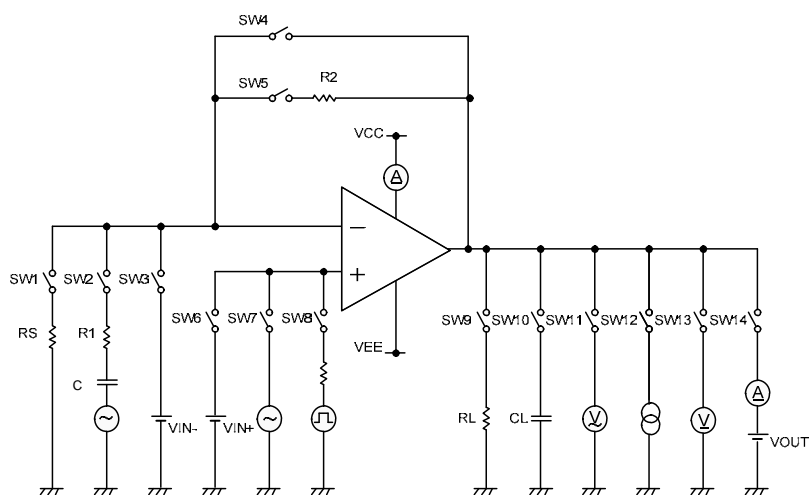 SW4
SW5
R2
VCC
A
−
+
SW1
SW2
SW3
SW6
SW7
SW8
SW9
SW10
SW11
SW12
SW13
SW14
RS
R1
C
VEE
VIN-
VIN+
RL
CL
V
V
A
VOUT